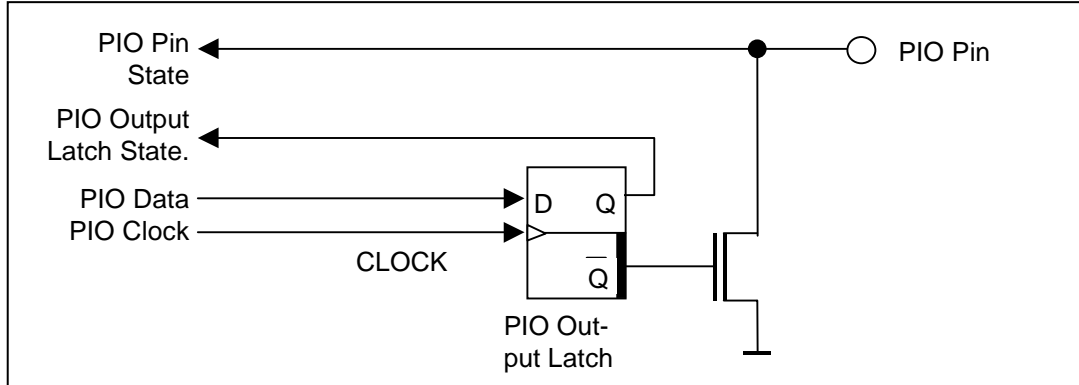 PIO Pin
State
PIO Pin
PIO Output
Latch State.
PIO Data
PIO Clock
CLOCK
D
Q
Q
PIO Out-
put Latch